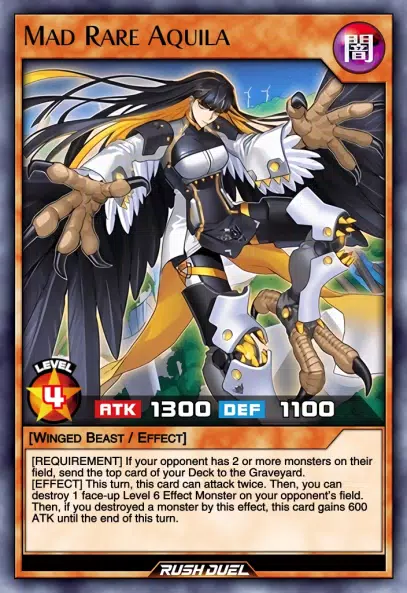 MAD RARE AQUILA
闇
LEVEL
4
ATK 1300 DEF 1100
[WINGED BEAST / EFFECT]
[REQUIREMENT] If your opponent has 2 or more monsters on their
field, send the top card of your Deck to the Graveyard.
[EFFECT] This turn, this card can attack twice. Then, you can
destroy 1 face-up Level 6 Effect Monster on your opponent's field.
Then, if you destroyed a monster by this effect, this card gains 600
ATK until the end of this turn.
RUSH DUEL